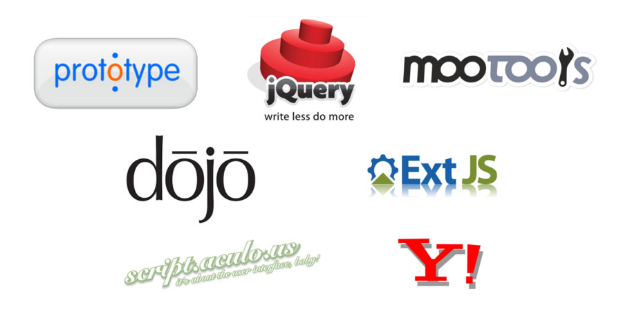 prototype
jQuery
write less do more
mootools
dōjō
Ext JS
script.aculo.us
it's about the user interface, baby!
Y!